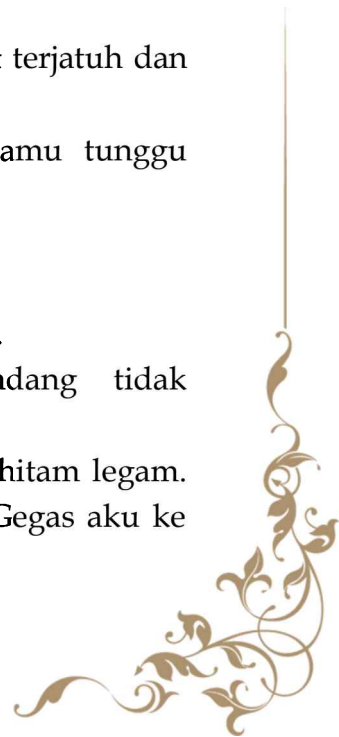 terjatuh dan
amu tunggu
.
ndang tidak
hitam legam.
Gegas aku ke